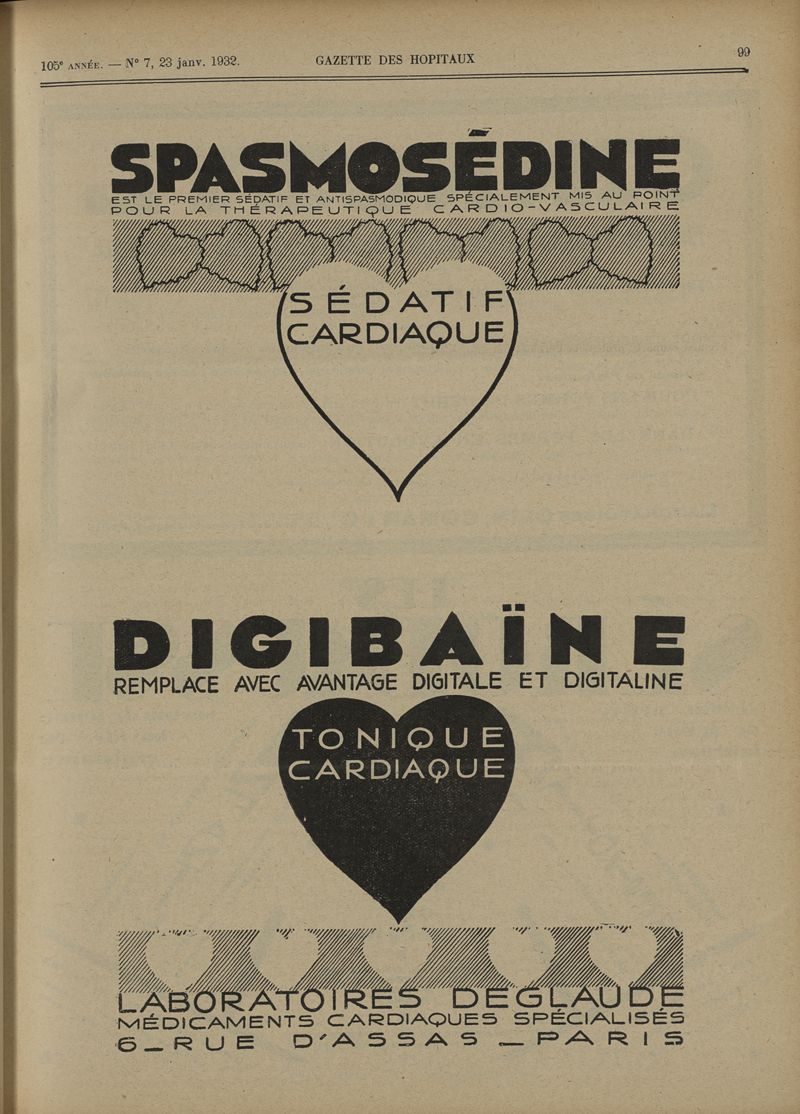 105e ANNÉE. — N° 7, 23 janv. 1932. GAZETTE DES HOPITAUX 99
SPASMOSÉDINE
EST LE PREMIER SÉDATIF ET ANTISPASMODIQUE SPÉCIALEMENT MIS AU POINT
POUR LA THÉRAPEUTIQUE CARDIO-VASCULAIRE
SÉDATIF
CARDIAQUE
DIGIBAÏNE
REMPLACE AVEC AVANTAGE DIGITALE ET DIGITALINE
TONIQUE
CARDIAQUE
LABORATOIRES DEGLAUDE
MÉDICAMENTS CARDIAQUES SPÉCIALISÉS
6_RUE D'ASSAS _ PARIS